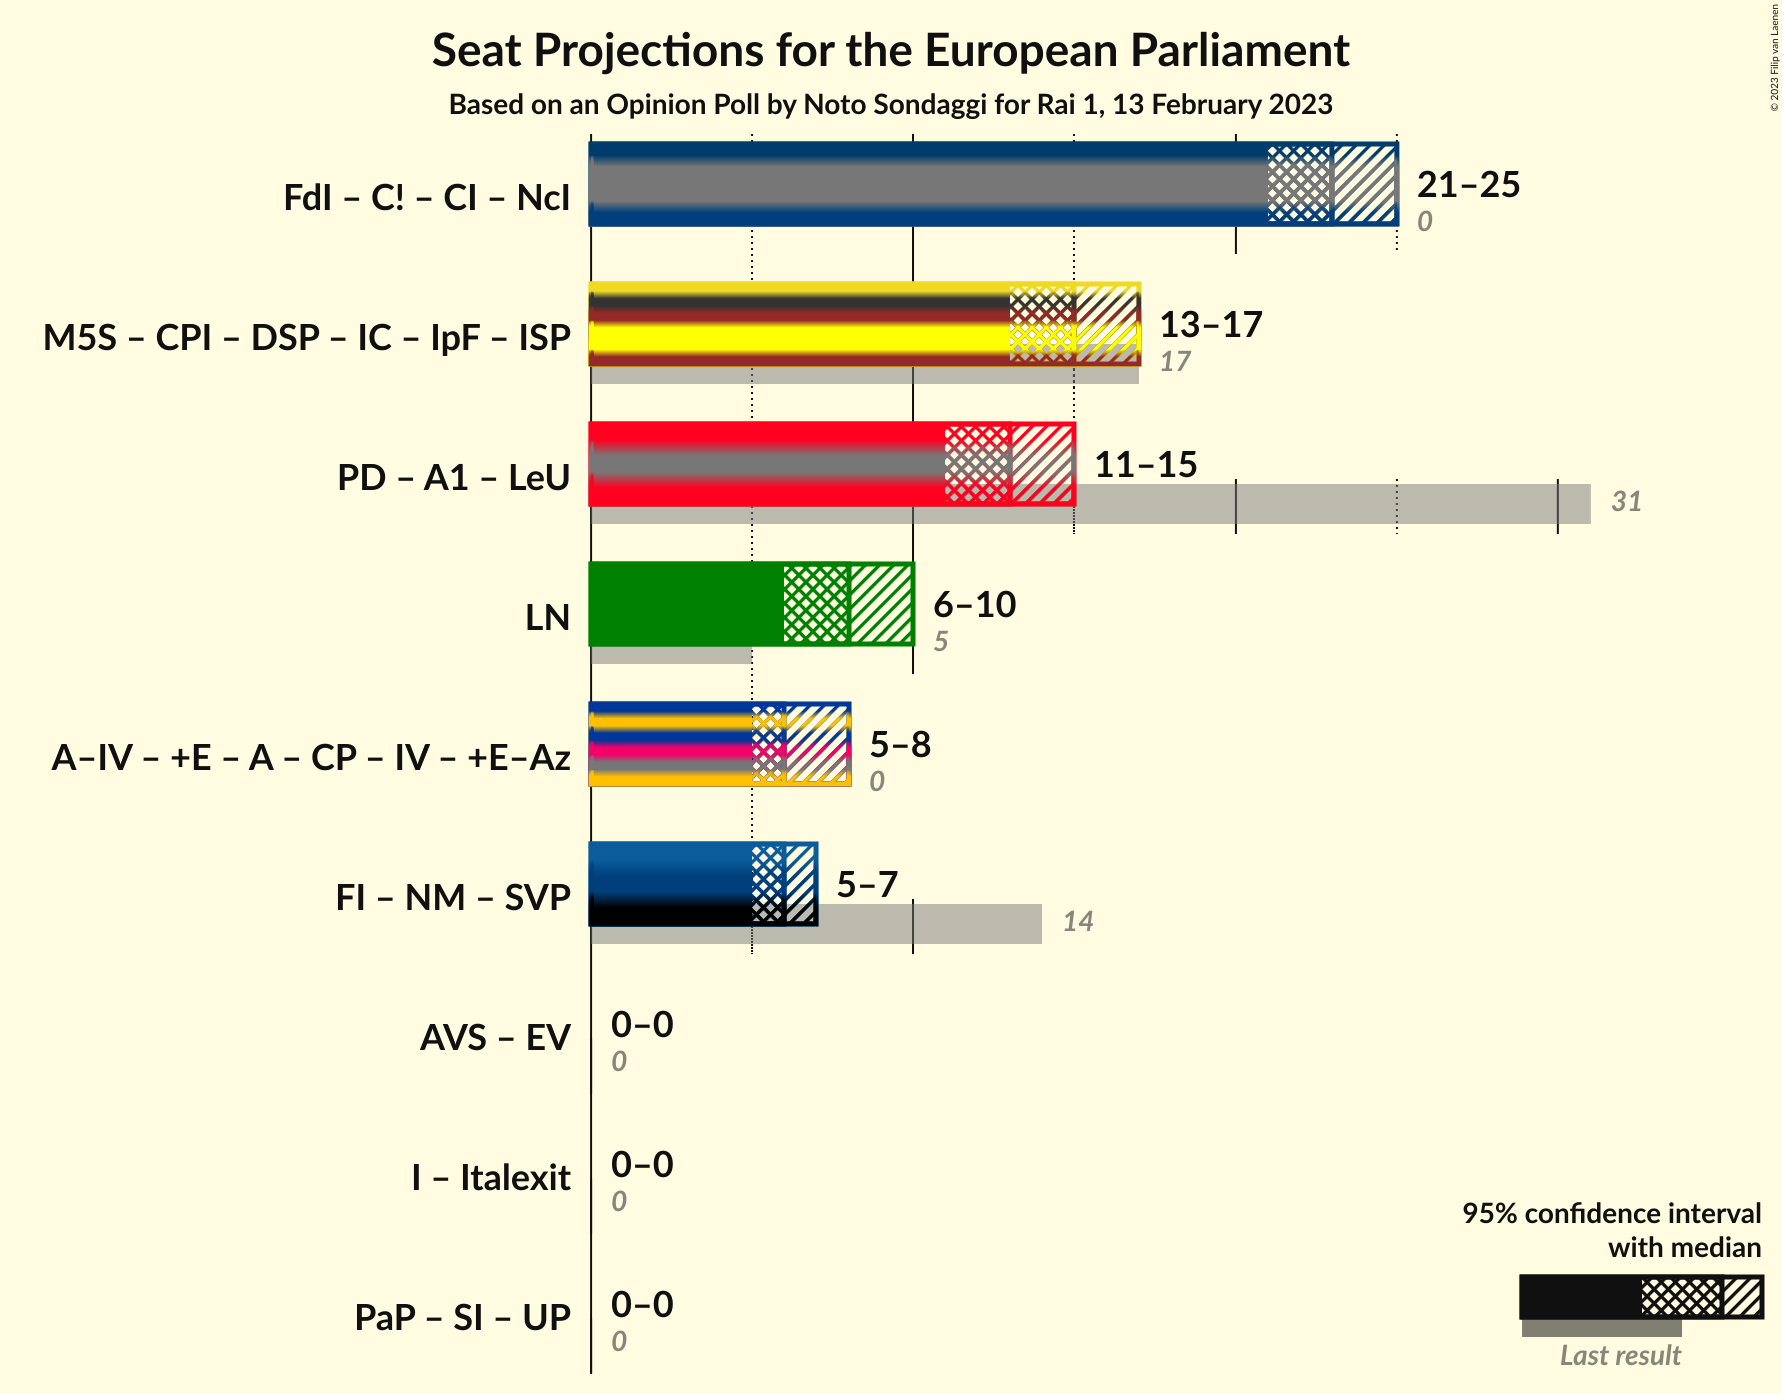 Seat Projections for the European Parliament
Based on an Opinion Poll by Noto Sondaggi for Rai 1, 13 February 2023
© 2023 Filip van Laenen
FdI – C! – CI – NcI
21–25
0
M5S – CPI – DSP – IC – IpF – ISP
13–17
17
PD – A1 – LeU
11–15
31
LN
6–10
5
A–IV – +E – A – CP – IV – +E–Az
5–8
0
FI – NM – SVP
5–7
14
AVS – EV
0–0
0
I – Italexit
0–0
0
PaP – SI – UP
0–0
0
95% confidence interval
with median
Last result